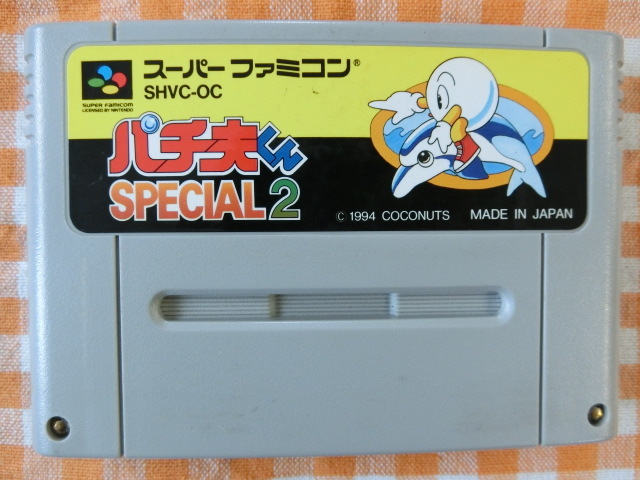 スーパーファミコン®
SHVC-OC
SUPER FAMICOM
LICENSED BY NINTENDO
パチ夫くん
SPECIAL 2
© 1994 COCONUTS MADE IN JAPAN